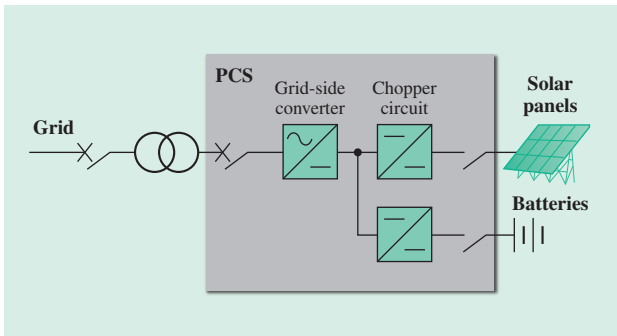 PCS
Grid-side
converter
Chopper
circuit
Solar
panels
Grid
Batteries